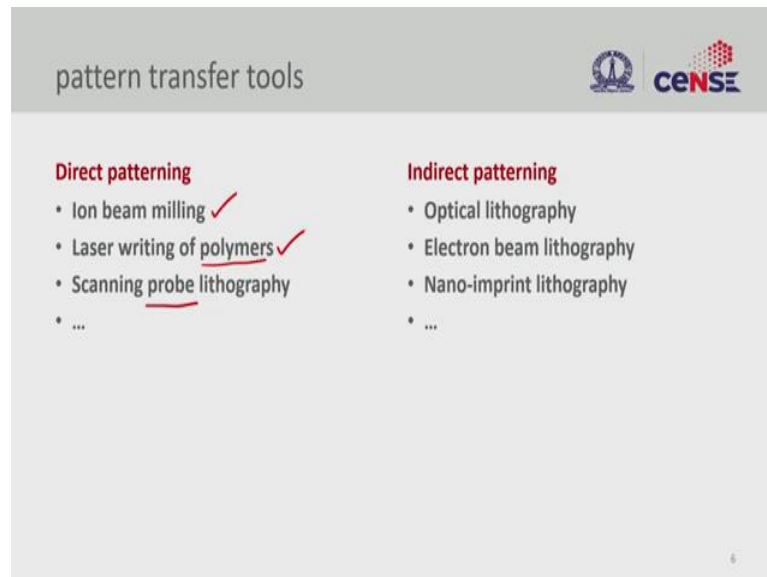 pattern transfer tools
CeNSE
Direct patterning
• Ion beam milling
• Laser writing of polymers
• Scanning probe lithography
• ...
Indirect patterning
• Optical lithography
• Electron beam lithography
• Nano-imprint lithography
• ...
6